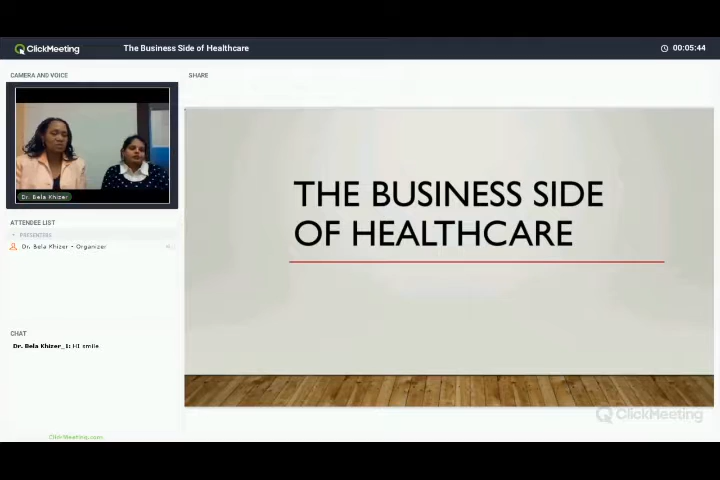 ClickMeeting
The Business Side of Healthcare
00:05:44
CAMERA AND VOICE
Dr. Bela Khizer
ATTENDEE LIST
PRESENTERS
Dr. Bela Khizer - Organizer
CHAT
Dr. Bela Khizer_1: HI smile
ClickMeeting.com
SHARE
THE BUSINESS SIDE
OF HEALTHCARE
ClickMeeting